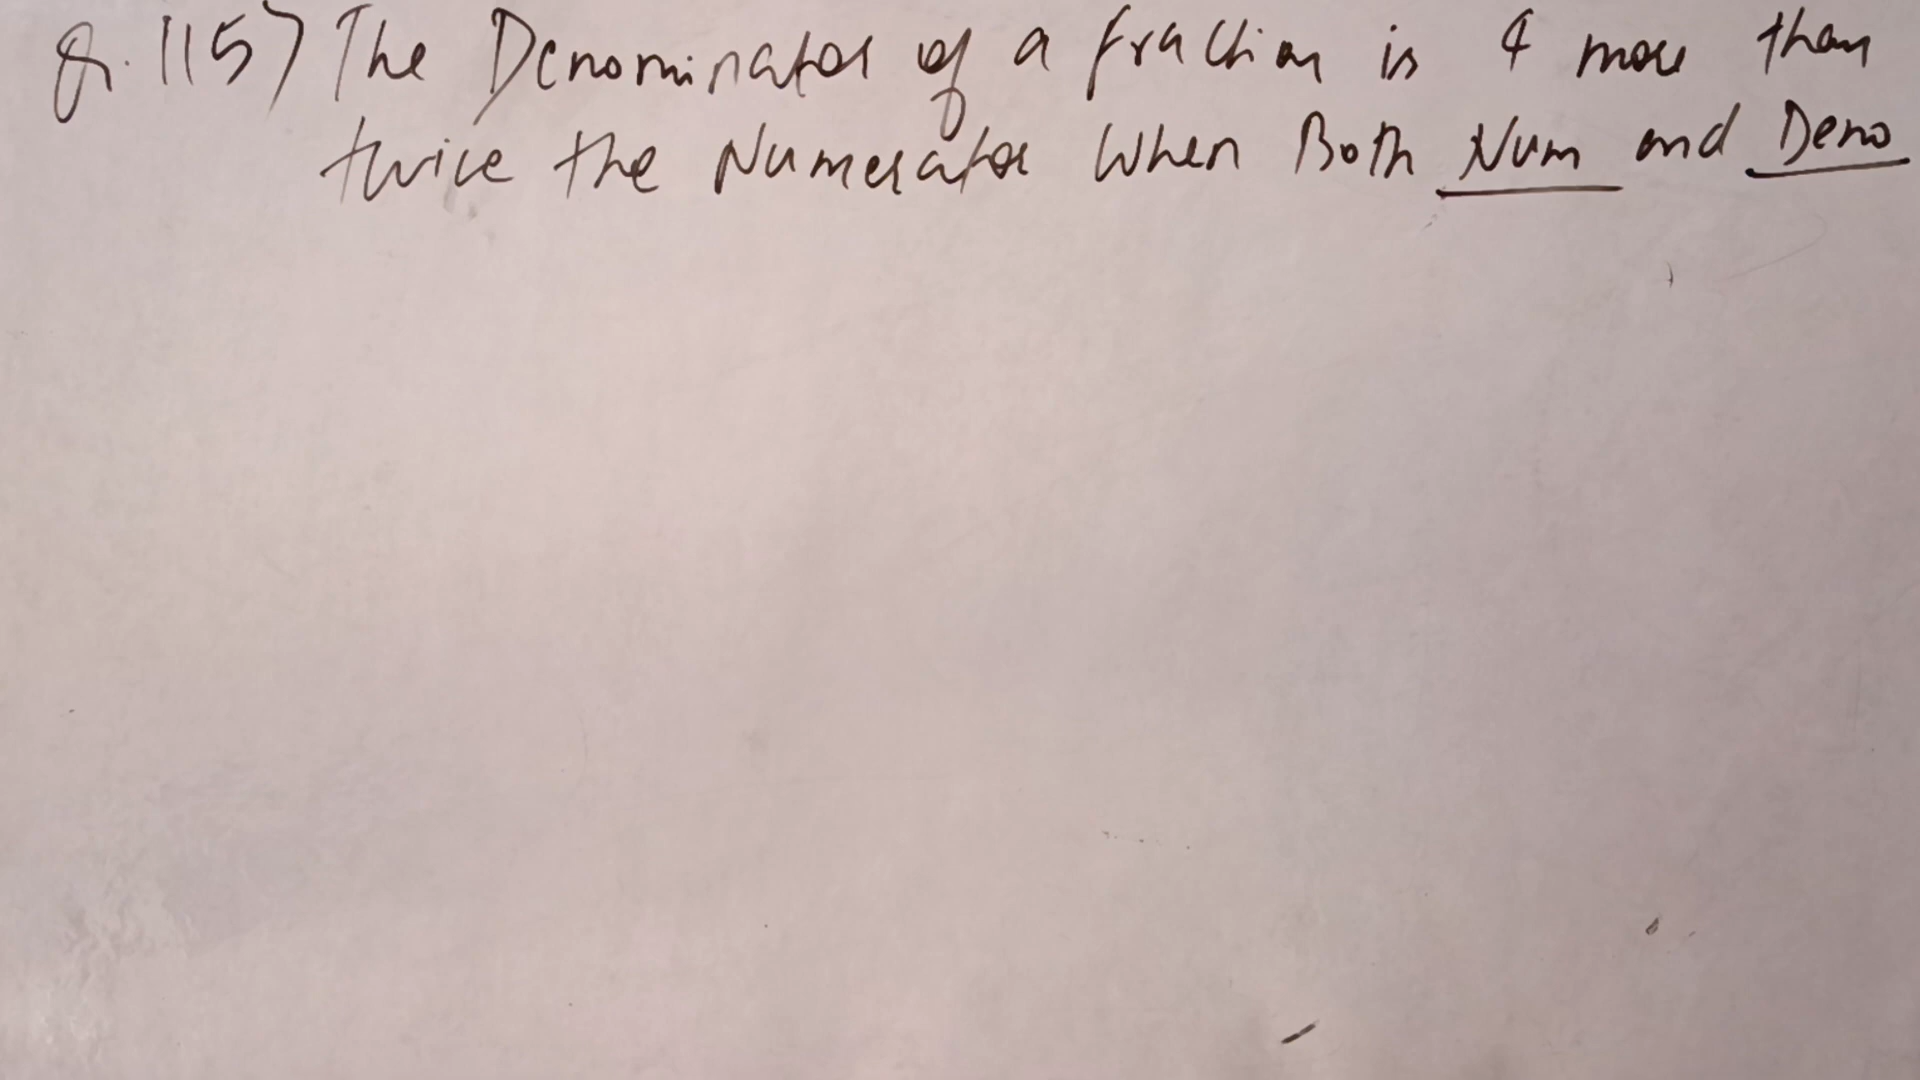 Q. 115) The Denominator of a fraction is 4 more than
twice the Numerator When Both Num and Deno